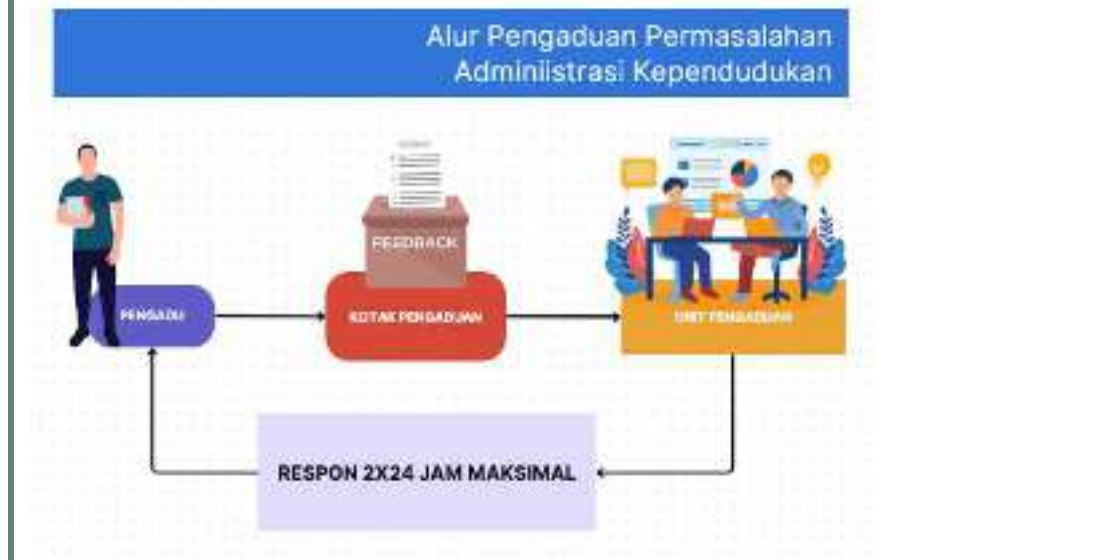 Alur Pengaduan Permasalahan
Adminiistrasi Kependudukan
FEEDBACK
PENGADU
KOTAK PENGADUAN
UNIT PENGADUAN
RESPON 2X24 JAM MAKSIMAL